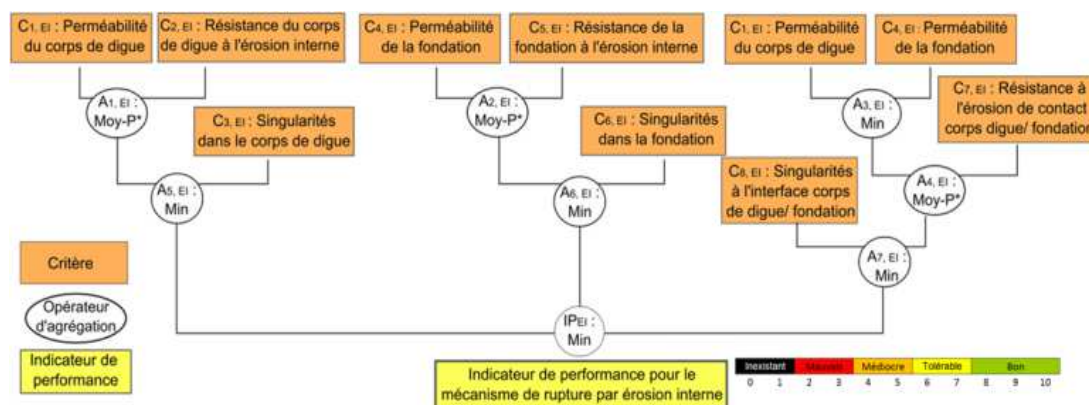 C1, EI : Perméabilité
du corps de digue
C2, EI : Résistance du corps
de digue à l'érosion interne
C4, EI : Perméabilité
de la fondation
C5, EI : Résistance de la
fondation à l'érosion interne
C1, EI : Perméabilité
du corps de digue
C4, EI : Perméabilité
de la fondation
A1, EI :
Moy-P*
C3, EI : Singularités
dans le corps de digue
A2, EI :
Moy-P*
C6, EI : Singularités
dans la fondation
A3, EI :
Min
C7, EI : Résistance à
l'érosion de contact
corps digue/ fondation
A5, EI :
Min
A6, EI :
Min
C8, EI : Singularités
à l'interface corps
de digue/ fondation
A4, EI :
Moy-P*
A7, EI :
Min
Critère
Opérateur
d'agrégation
Indicateur de
performance
IPEI :
Min
Indicateur de performance pour le
mécanisme de rupture par érosion interne
Inexistant Mauvais Médiocre Tolérable Bon
0 1 2 3 4 5 6 7 8 9 10